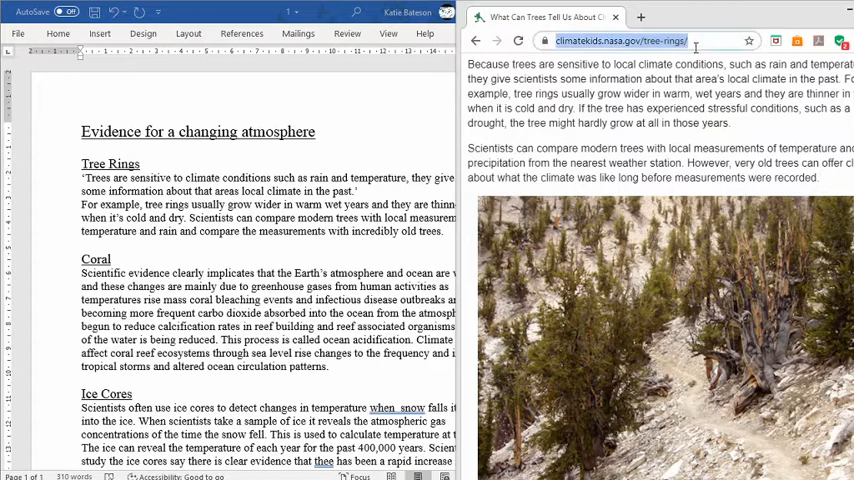 AutoSave Off
1
Katie Bateson
File Home Insert Draw Design Layout References Mailings Review
Evidence for a changing atmosphere
Tree Rings
'Trees are sensitive to climate conditions such as rain and temperature, they give
some information about that areas local climate in the past.'
For example, tree rings usually grow wider in warm wet years and they are thinn
when it's cold and dry. Scientists can compare modern trees with local measurem
temperature and rain and compare the measurements with incredibly old trees.
Coral
Scientific evidence clearly implicates that the Earth's atmosphere and ocean are w
and these changes are mainly due to greenhouse gases from human activities as
temperatures rise mass coral bleaching events and infectious disease outbreaks a
becoming more frequent carbo dioxide absorbed into the ocean from the atmosp
begun to reduce calcification rates in reef building and reef associated organisms
of the water is being reduced. This process is called ocean acidification. Climate
affect coral reef ecosystems through sea level rise changes to the frequency and i
tropical storms and altered ocean circulation patterns.
Ice Cores
Scientists often use ice cores to detect changes in temperature when snow falls it
into the ice. When scientists take a sample of ice it reveals the atmospheric gas
concentrations of the time the snow fell. This is used to calculate temperature at t
The ice can reveal the temperature of each year for the past 400,000 years. Scient
study the ice cores say there is clear evidence that thee has been a rapid increase
Page 1 of 1 310 words Accessibility: Good to go Focus
What Can Trees Tell Us About Cl
climatekids.nasa.gov/tree-rings/
Because trees are sensitive to local climate conditions, such as rain and temperat
they give scientists some information about that area's local climate in the past. Fo
example, tree rings usually grow wider in warm, wet years and they are thinner in
when it is cold and dry. If the tree has experienced stressful conditions, such as a
drought, the tree might hardly grow at all in those years.
Scientists can compare modern trees with local measurements of temperature and
precipitation from the nearest weather station. However, very old trees can offer cl
about what the climate was like long before measurements were recorded.